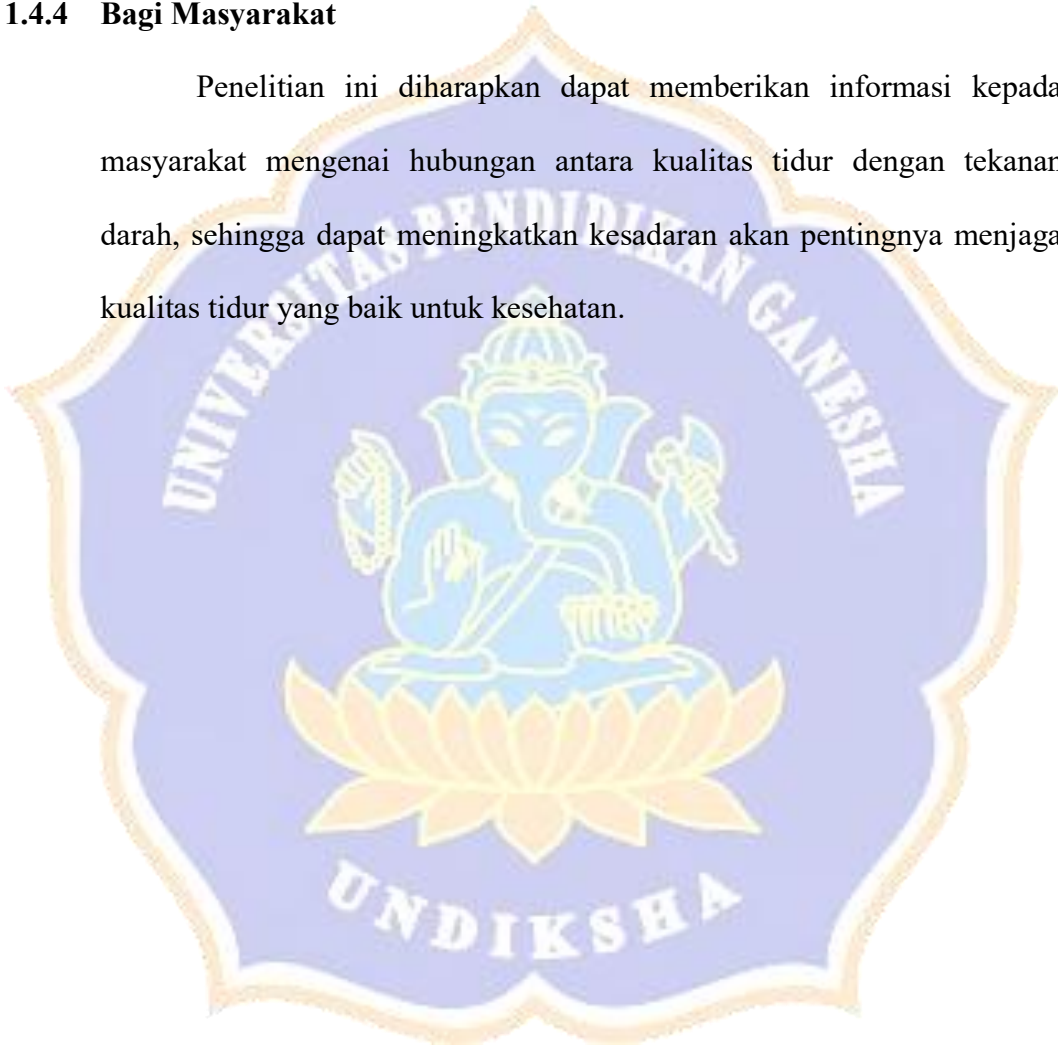 1.4.4 Bagi Masyarakat
Penelitian ini diharapkan dapat memberikan informasi kepada
masyarakat mengenai hubungan antara kualitas tidur dengan tekanan
darah, sehingga dapat meningkatkan kesadaran akan pentingnya menjaga
kualitas tidur yang baik untuk kesehatan.
UNIVERSITAS PENDIDIKAN GANESHA
UNDIKSHA